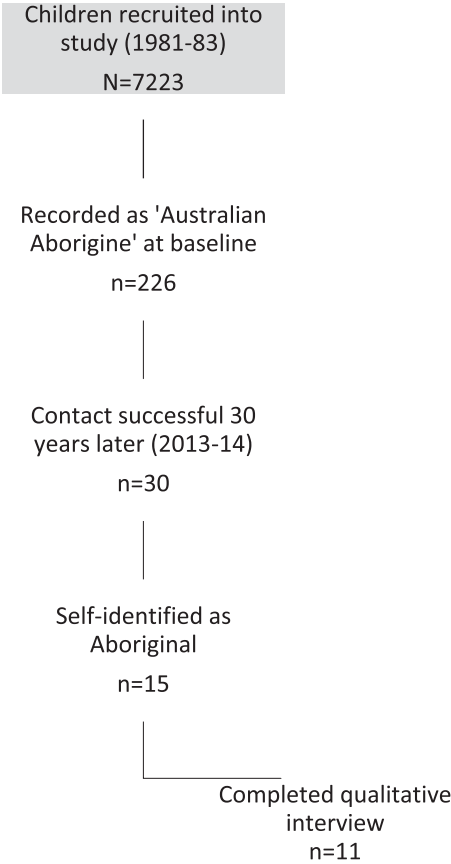 Children recruited into
study (1981-83)
N=7223
Recorded as 'Australian
Aborigine' at baseline
n=226
Contact successful 30
years later (2013-14)
n=30
Self-identified as
Aboriginal
n=15
Completed qualitative
interview
n=11